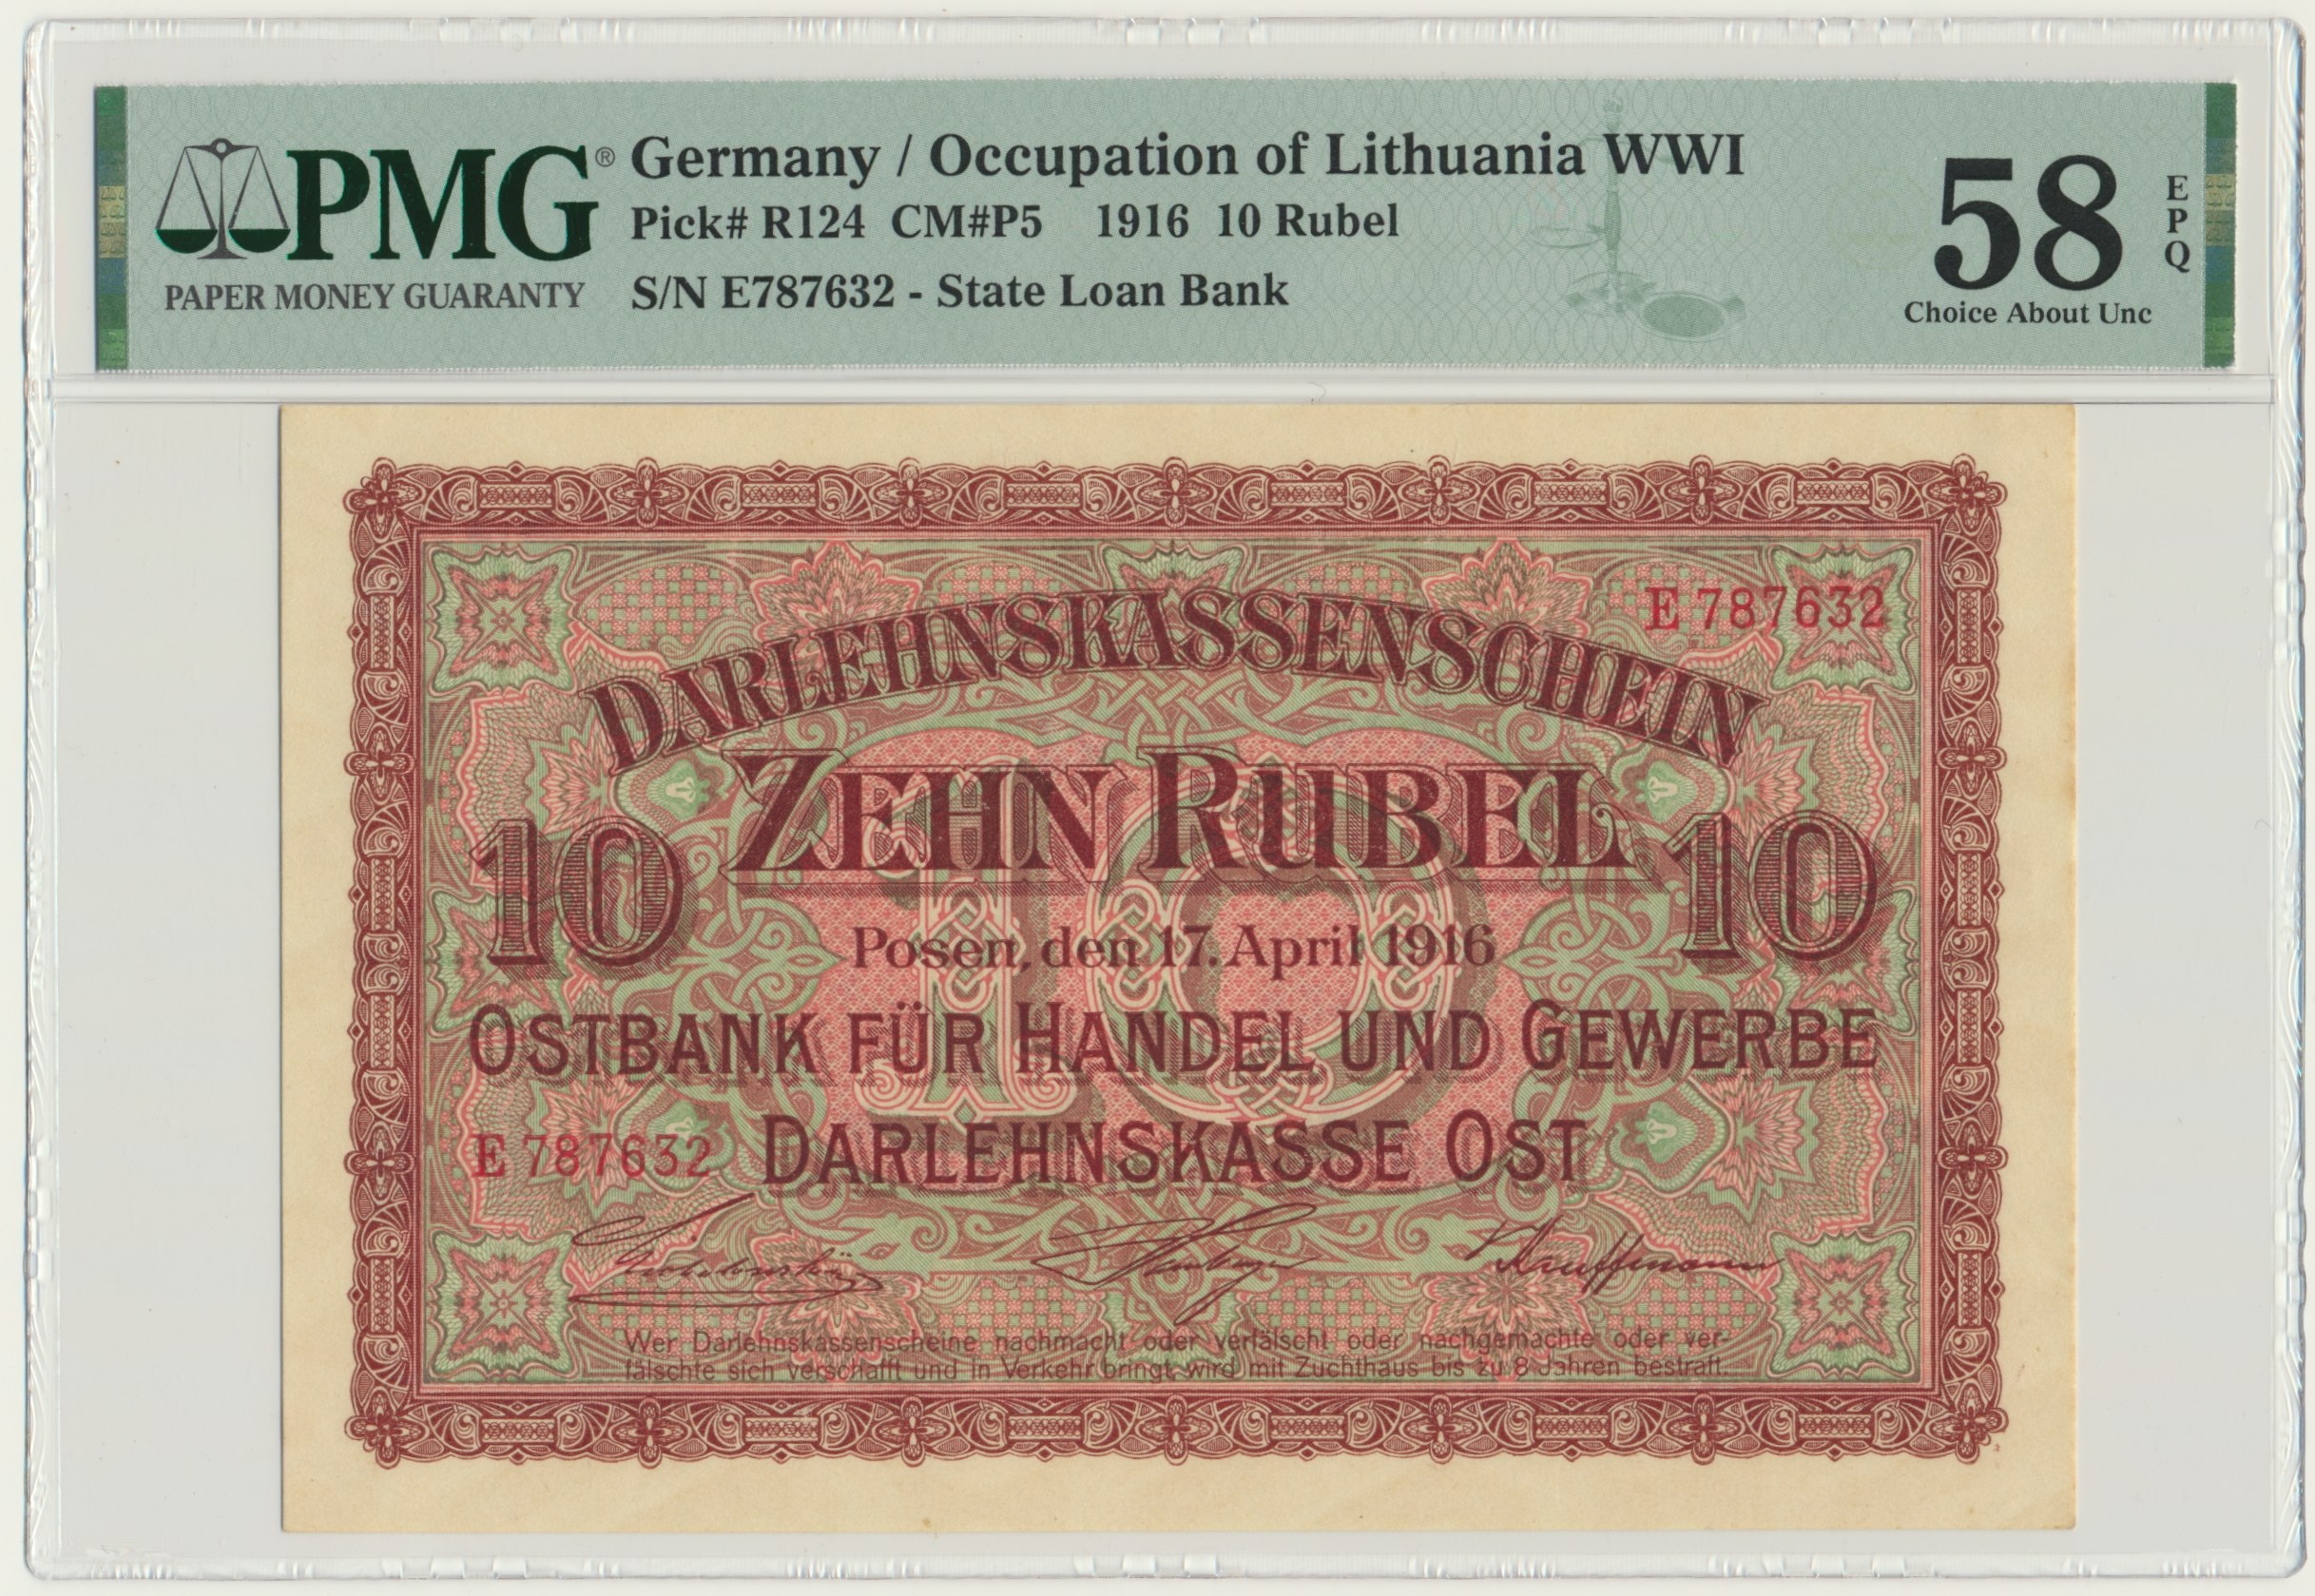 PMG®
PAPER MONEY GUARANTY
Germany / Occupation of Lithuania WWI
Pick# R124 CM#P5 1916 10 Rubel
S/N E787632 - State Loan Bank
58
EPQ
Choice About Unc
E 787632
DARLEHNSKASSENSCHEIN
ZEHN RUBEL
10
10
10
Posen, den 17. April 1916
OSTBANK FÜR HANDEL UND GEWERBE
E 787632
DARLEHNSKASSE OST
Kauffmann
Wer Darlehnskassenscheine nachmacht oder verfälscht oder nachgemachte oder ver-
fälschte sich verschafft und in Verkehr bringt, wird mit Zuchthaus bis zu 8 Jahren bestraft.